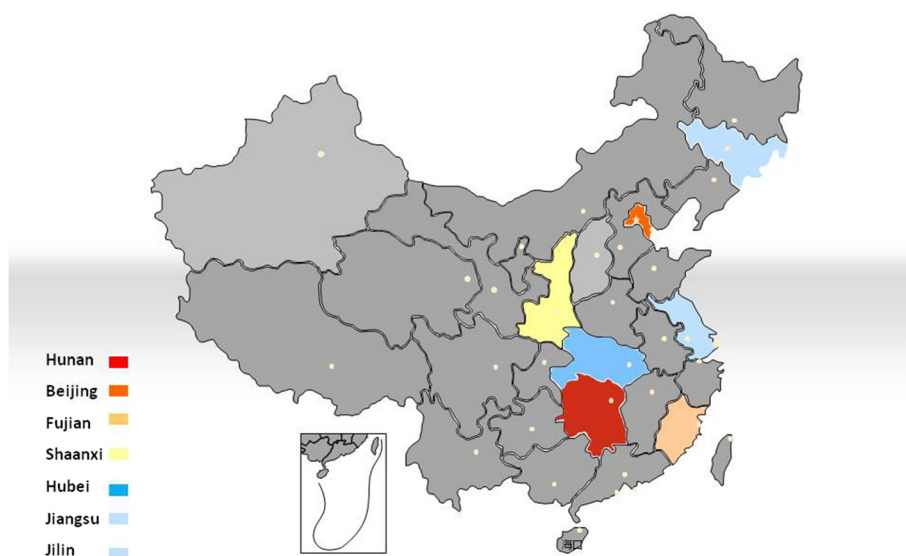 Hunan
Beijing
Fujian
Shaanxi
Hubei
Jiangsu
Jilin
海口